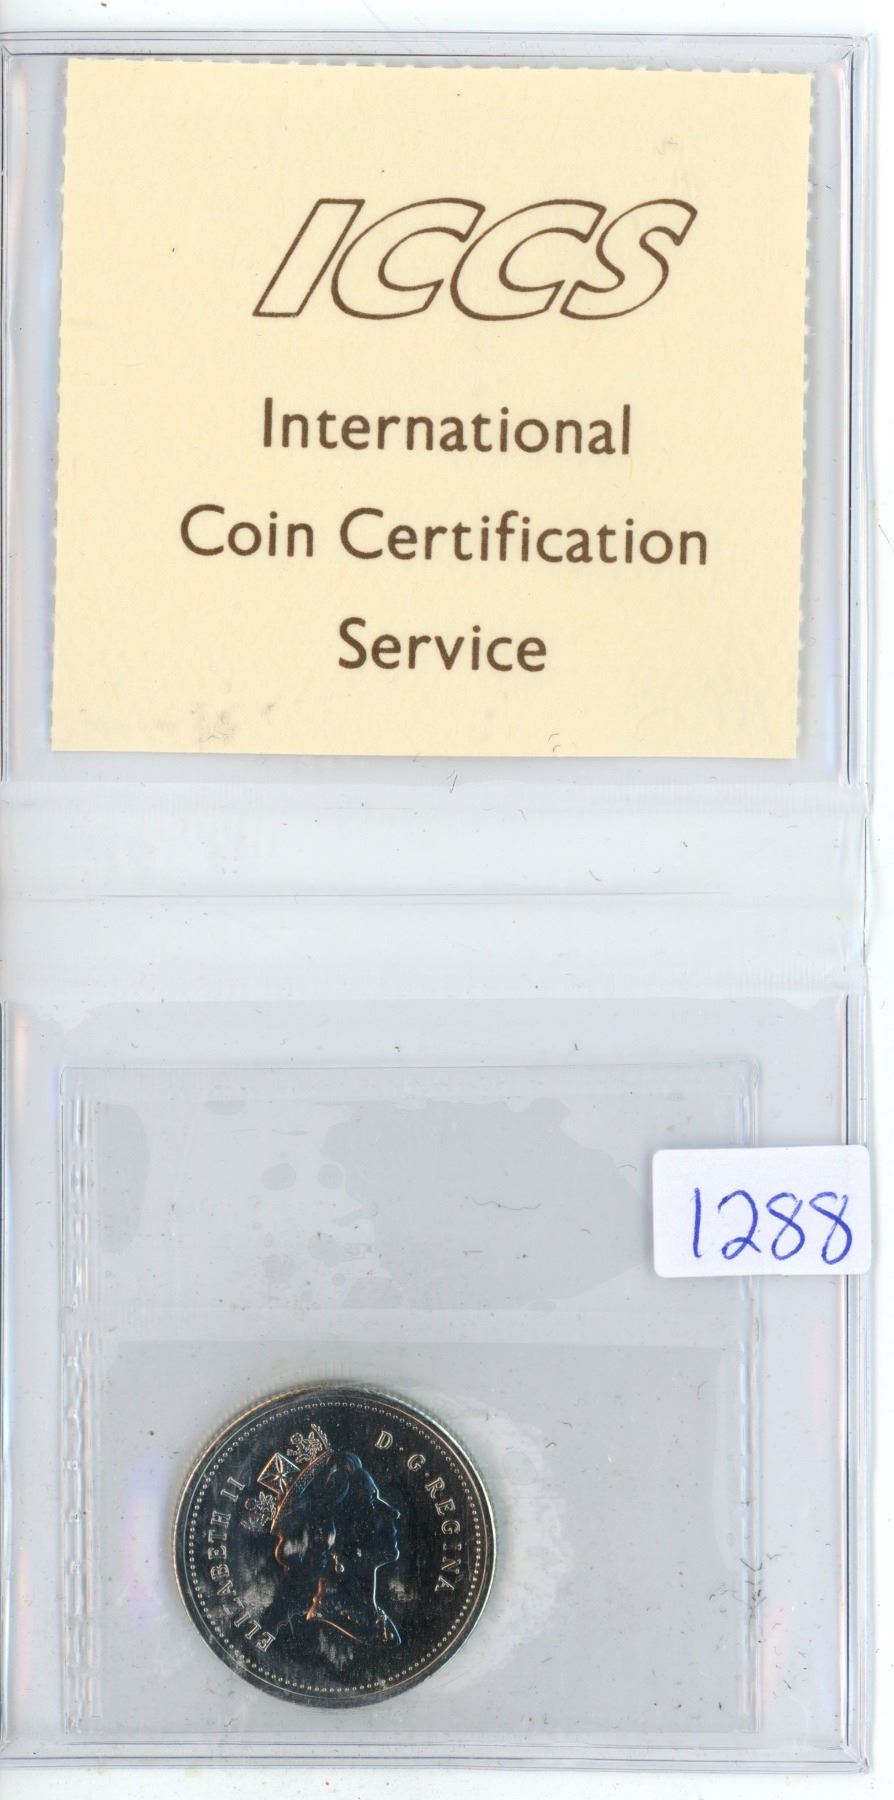 ICCS
International
Coin Certification
Service
1288
ELIZABETH II D.G.REGINA